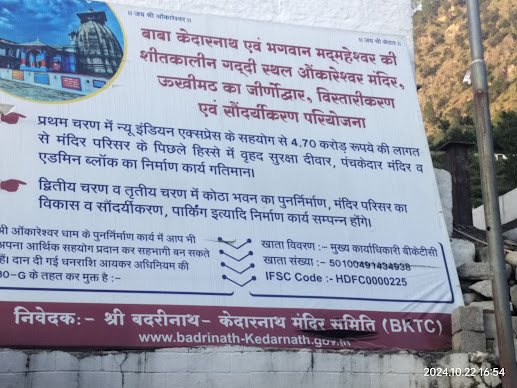 ॥ जय श्री ओंकारेश्वर ॥
॥ जय श्री केदार ॥
बाबा केदारनाथ एवं भगवान मद्महेश्वर की
शीतकालीन गद्दी स्थल ओंकारेश्वर मंदिर,
ऊखीमठ का जीर्णोद्वार, विस्तारीकरण
एवं सौंदर्यीकरण परियोजना
प्रथम चरण में न्यू इंडियन एक्सप्रेस के सहयोग से 4.70 करोड़ रूपये की लागत
से मंदिर परिसर के पिछले हिस्से में वृहद सुरक्षा दीवार, पंचकेदार मंदिर व
एडमिन ब्लॉक का निर्माण कार्य गतिमान।
द्वितीय चरण व तृतीय चरण में कोठा भवन का पुनर्निर्माण, मंदिर परिसर का
विकास व सौंदर्यीकरण, पार्किंग इत्यादि निर्माण कार्य सम्पन्न होंगे।
श्री ओंकारेश्वर धाम के पुनर्निर्माण कार्य में आप भी
अपना आर्थिक सहयोग प्रदान कर सहभागी बन सकते
हैं। दान दी गई धनराशि आयकर अधिनियम की
80-G के तहत कर मुक्त है :-
खाता विवरण :- मुख्य कार्याधिकारी बीकेटीसी
खाता संख्या :- 50100491434938
IFSC Code :- HDFC0000225
निवेदक:- श्री बदरीनाथ- केदारनाथ मंदिर समिति (BKTC)
www.badrinath-Kedarnath.gov.in
2024.10.22 16:54